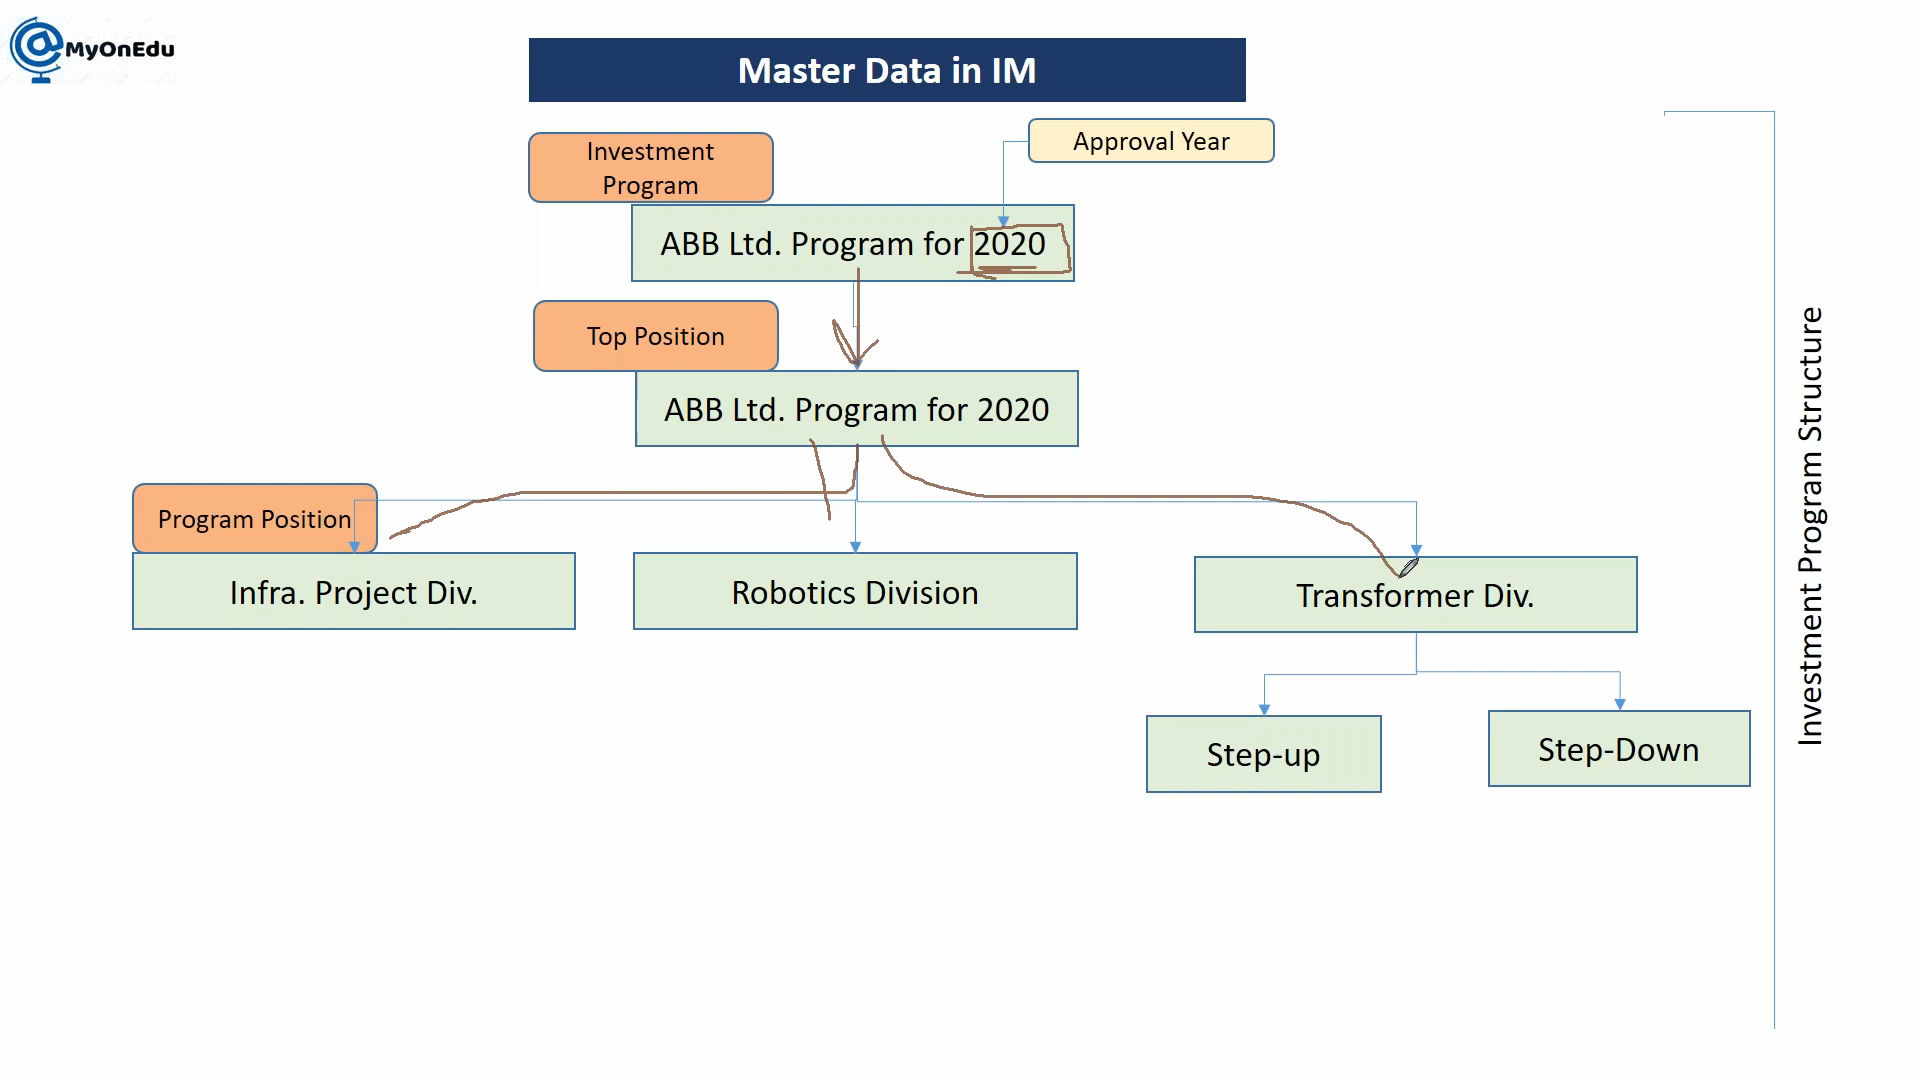 @MyOnEdu
Master Data in IM
Approval Year
Investment
Program
ABB Ltd. Program for 2020
Top Position
ABB Ltd. Program for 2020
Program Position
Infra. Project Div.
Robotics Division
Transformer Div.
Step-up
Step-Down
Investment Program Structure